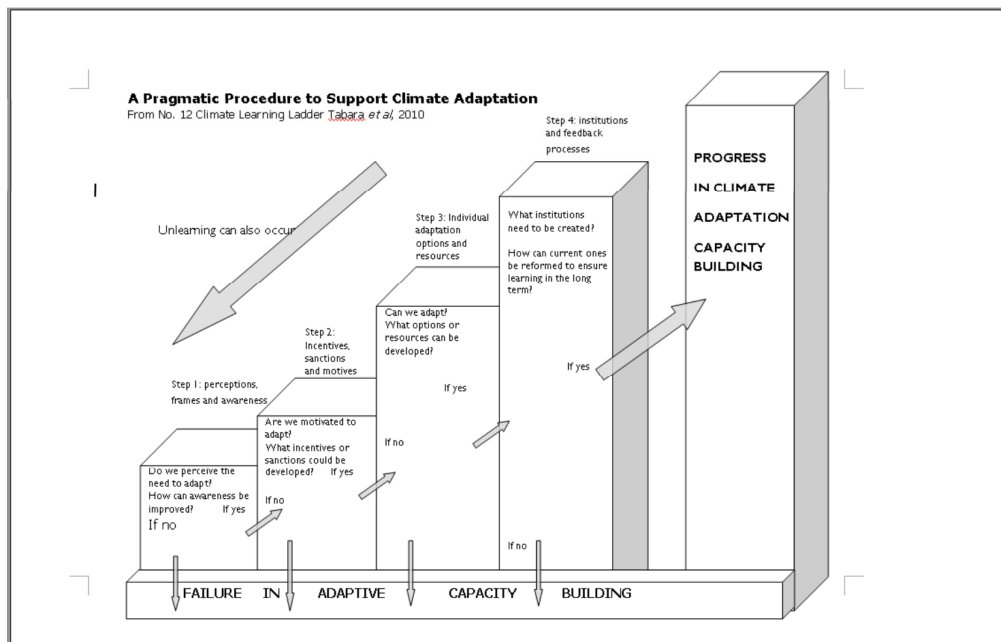 A Pragmatic Procedure to Support Climate Adaptation
From No. 12 Climate Learning Ladder Tabara et al, 2010
Unlearning can also occur
Step 1: perceptions,
frames and awareness
Do we perceive the
need to adapt?
How can awareness be
improved? If yes
If no
Step 2:
Incentives,
sanctions
and motives
Are we motivated to
adapt?
What incentives or
sanctions could be
developed? If yes
If no
Step 3: Individual
adaptation
options and
resources
Can we adapt?
What options or
resources can be
developed?
If yes
If no
Step 4: institutions
and feedback
processes
What institutions
need to be created?
How can current ones
be reformed to ensure
learning in the long
term?
If yes
If no
PROGRESS
IN CLIMATE
ADAPTATION
CAPACITY
BUILDING
FAILURE IN ADAPTIVE CAPACITY BUILDING